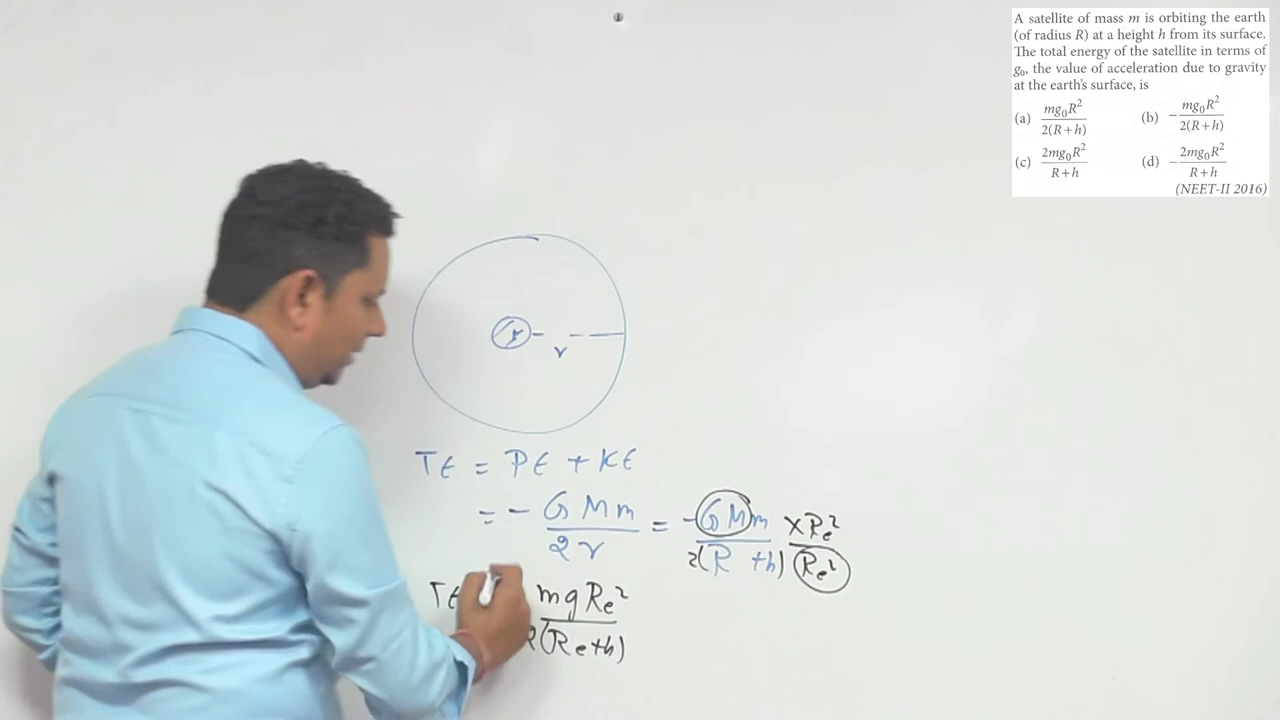 A satellite of mass m is orbiting the earth
(of radius R) at a height h from its surface.
The total energy of the satellite in terms of
g₀, the value of acceleration due to gravity
at the earth's surface, is
(a) mg₀R² / 2(R+h) (b) - mg₀R² / 2(R+h)
(c) 2mg₀R² / R+h (d) - 2mg₀R² / R+h
(NEET-II 2016)
r
TE = PE + KE
= - GMm / 2r = -GMm / 2(R+h) × Re² / Re²
TE mgRe² / 2(Re+h)